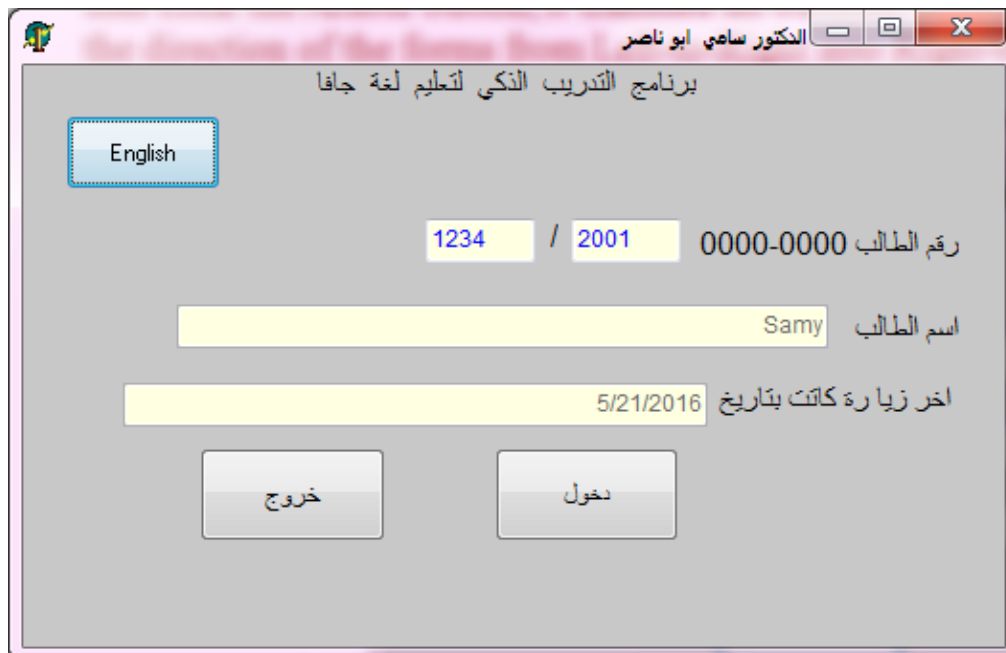 الدكتور سامي ابو ناصر
برنامج التدريب الذكي لتعليم لغة جافا
English
رقم الطالب 0000-0000 2001 / 1234
اسم الطالب Samy
اخر زيا رة كانت بتاريخ 5/21/2016
دخول
خروج